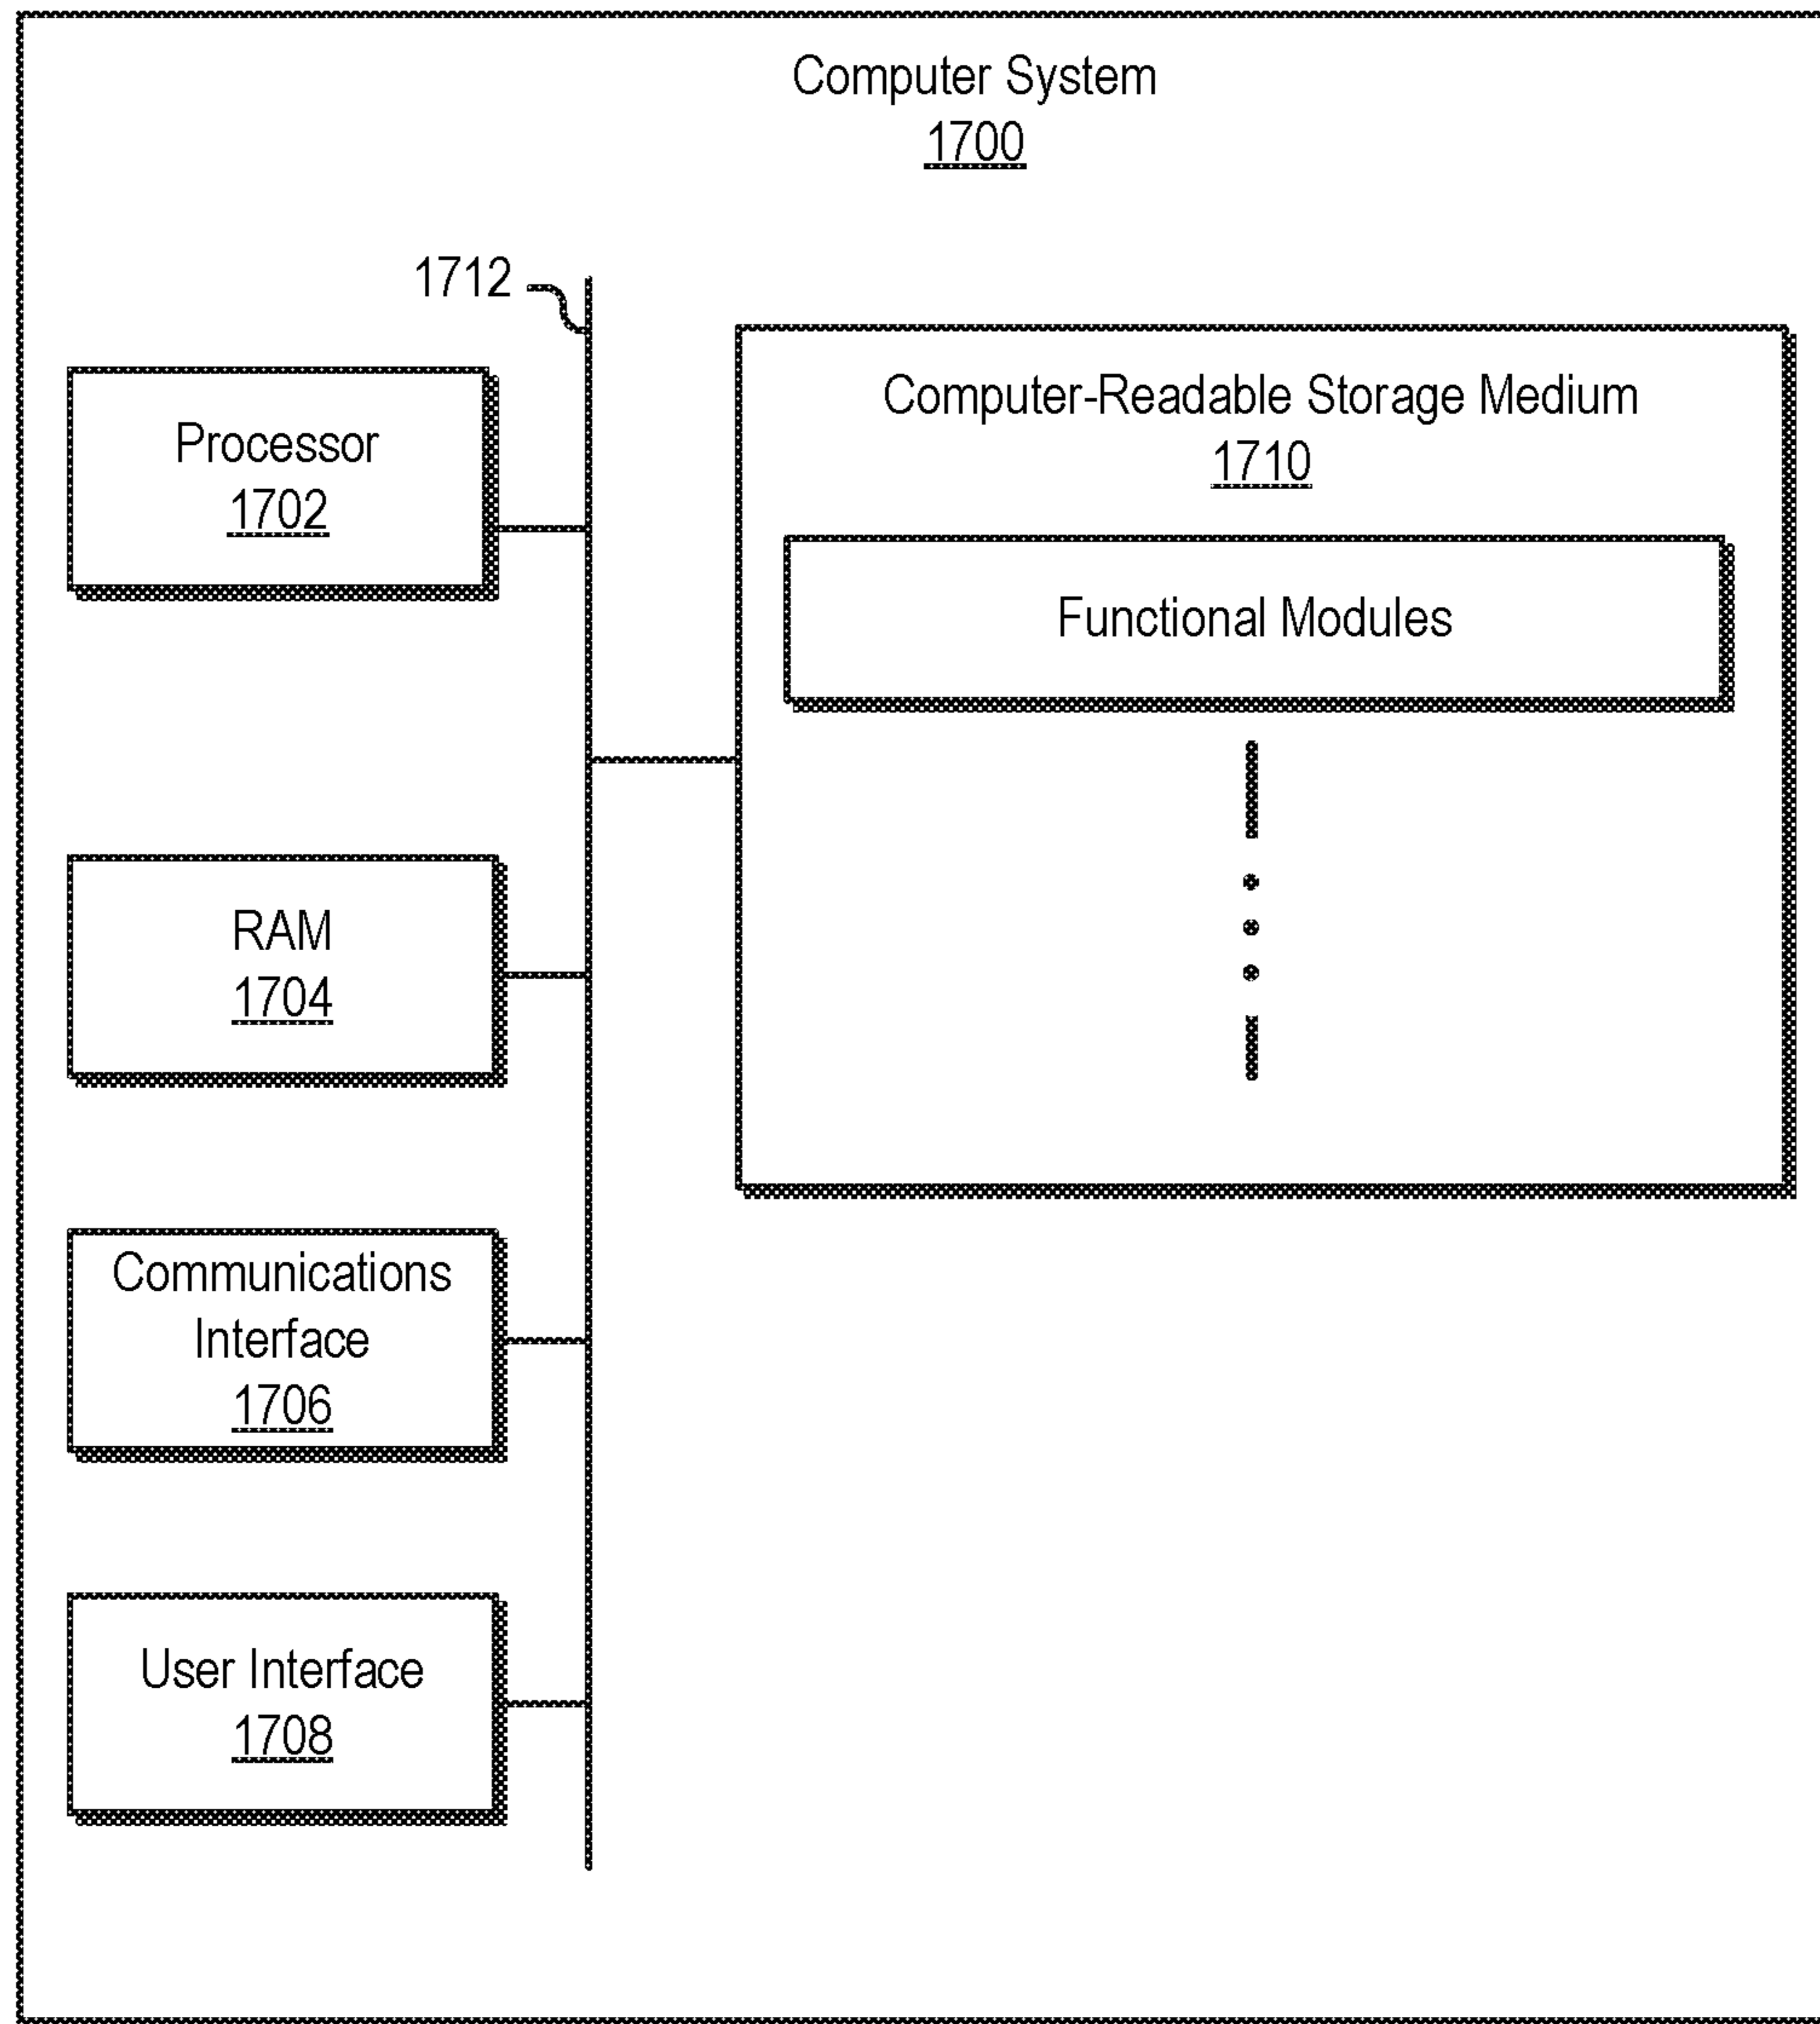 Computer System
1700
1712
Processor
1702
Computer-Readable Storage Medium
1710
Functional Modules
RAM
1704
Communications
Interface
1706
User Interface
1708